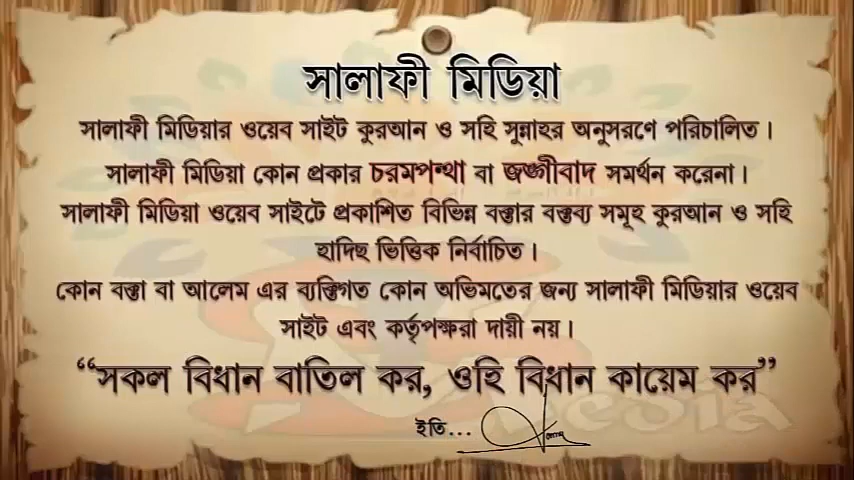 সালাফী মিডিয়া
সালাফী মিডিয়ার ওয়েব সাইট কুরআন ও সহি সুন্নাহর অনুসরণে পরিচালিত।
সালাফী মিডিয়া কোন প্রকার চরমপন্থা বা জঙ্গীবাদ সমর্থন করেনা।
সালাফী মিডিয়া ওয়েব সাইটে প্রকাশিত বিভিন্ন বক্তার বক্তব্য সমূহ কুরআন ও সহি
হাদিছ ভিত্তিক নির্বাচিত।
কোন বক্তা বা আলেম এর ব্যক্তিগত কোন অভিমতের জন্য সালাফী মিডিয়ার ওয়েব
সাইট এবং কর্তৃপক্ষরা দায়ী নয়।
“সকল বিধান বাতিল কর, ওহি বিধান কায়েম কর”
ইতি...